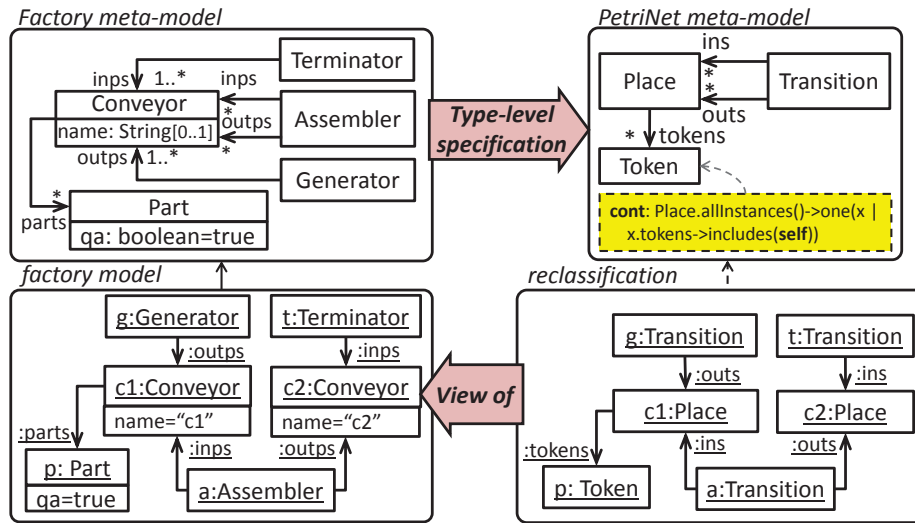 Factory meta-model
Terminator
inps
1..*
inps
Conveyor
*
name: String[0..1]
outps
Assembler
*
outps
1..*
Generator
*
parts
Part
qa: boolean=true
Type-level
specification
PetriNet meta-model
ins
Place
*
Transition
*
outs
*
tokens
Token
cont: Place.allInstances()->one(x |
x.tokens->includes(self))
factory model
g:Generator
t:Terminator
:outps
:inps
c1:Conveyor
c2:Conveyor
name="c1"
name="c2"
:parts
:inps
:outps
p: Part
qa=true
a:Assembler
View of
reclassification
g:Transition
t:Transition
:outs
:ins
c1:Place
c2:Place
:tokens
:ins
:outs
p: Token
a:Transition